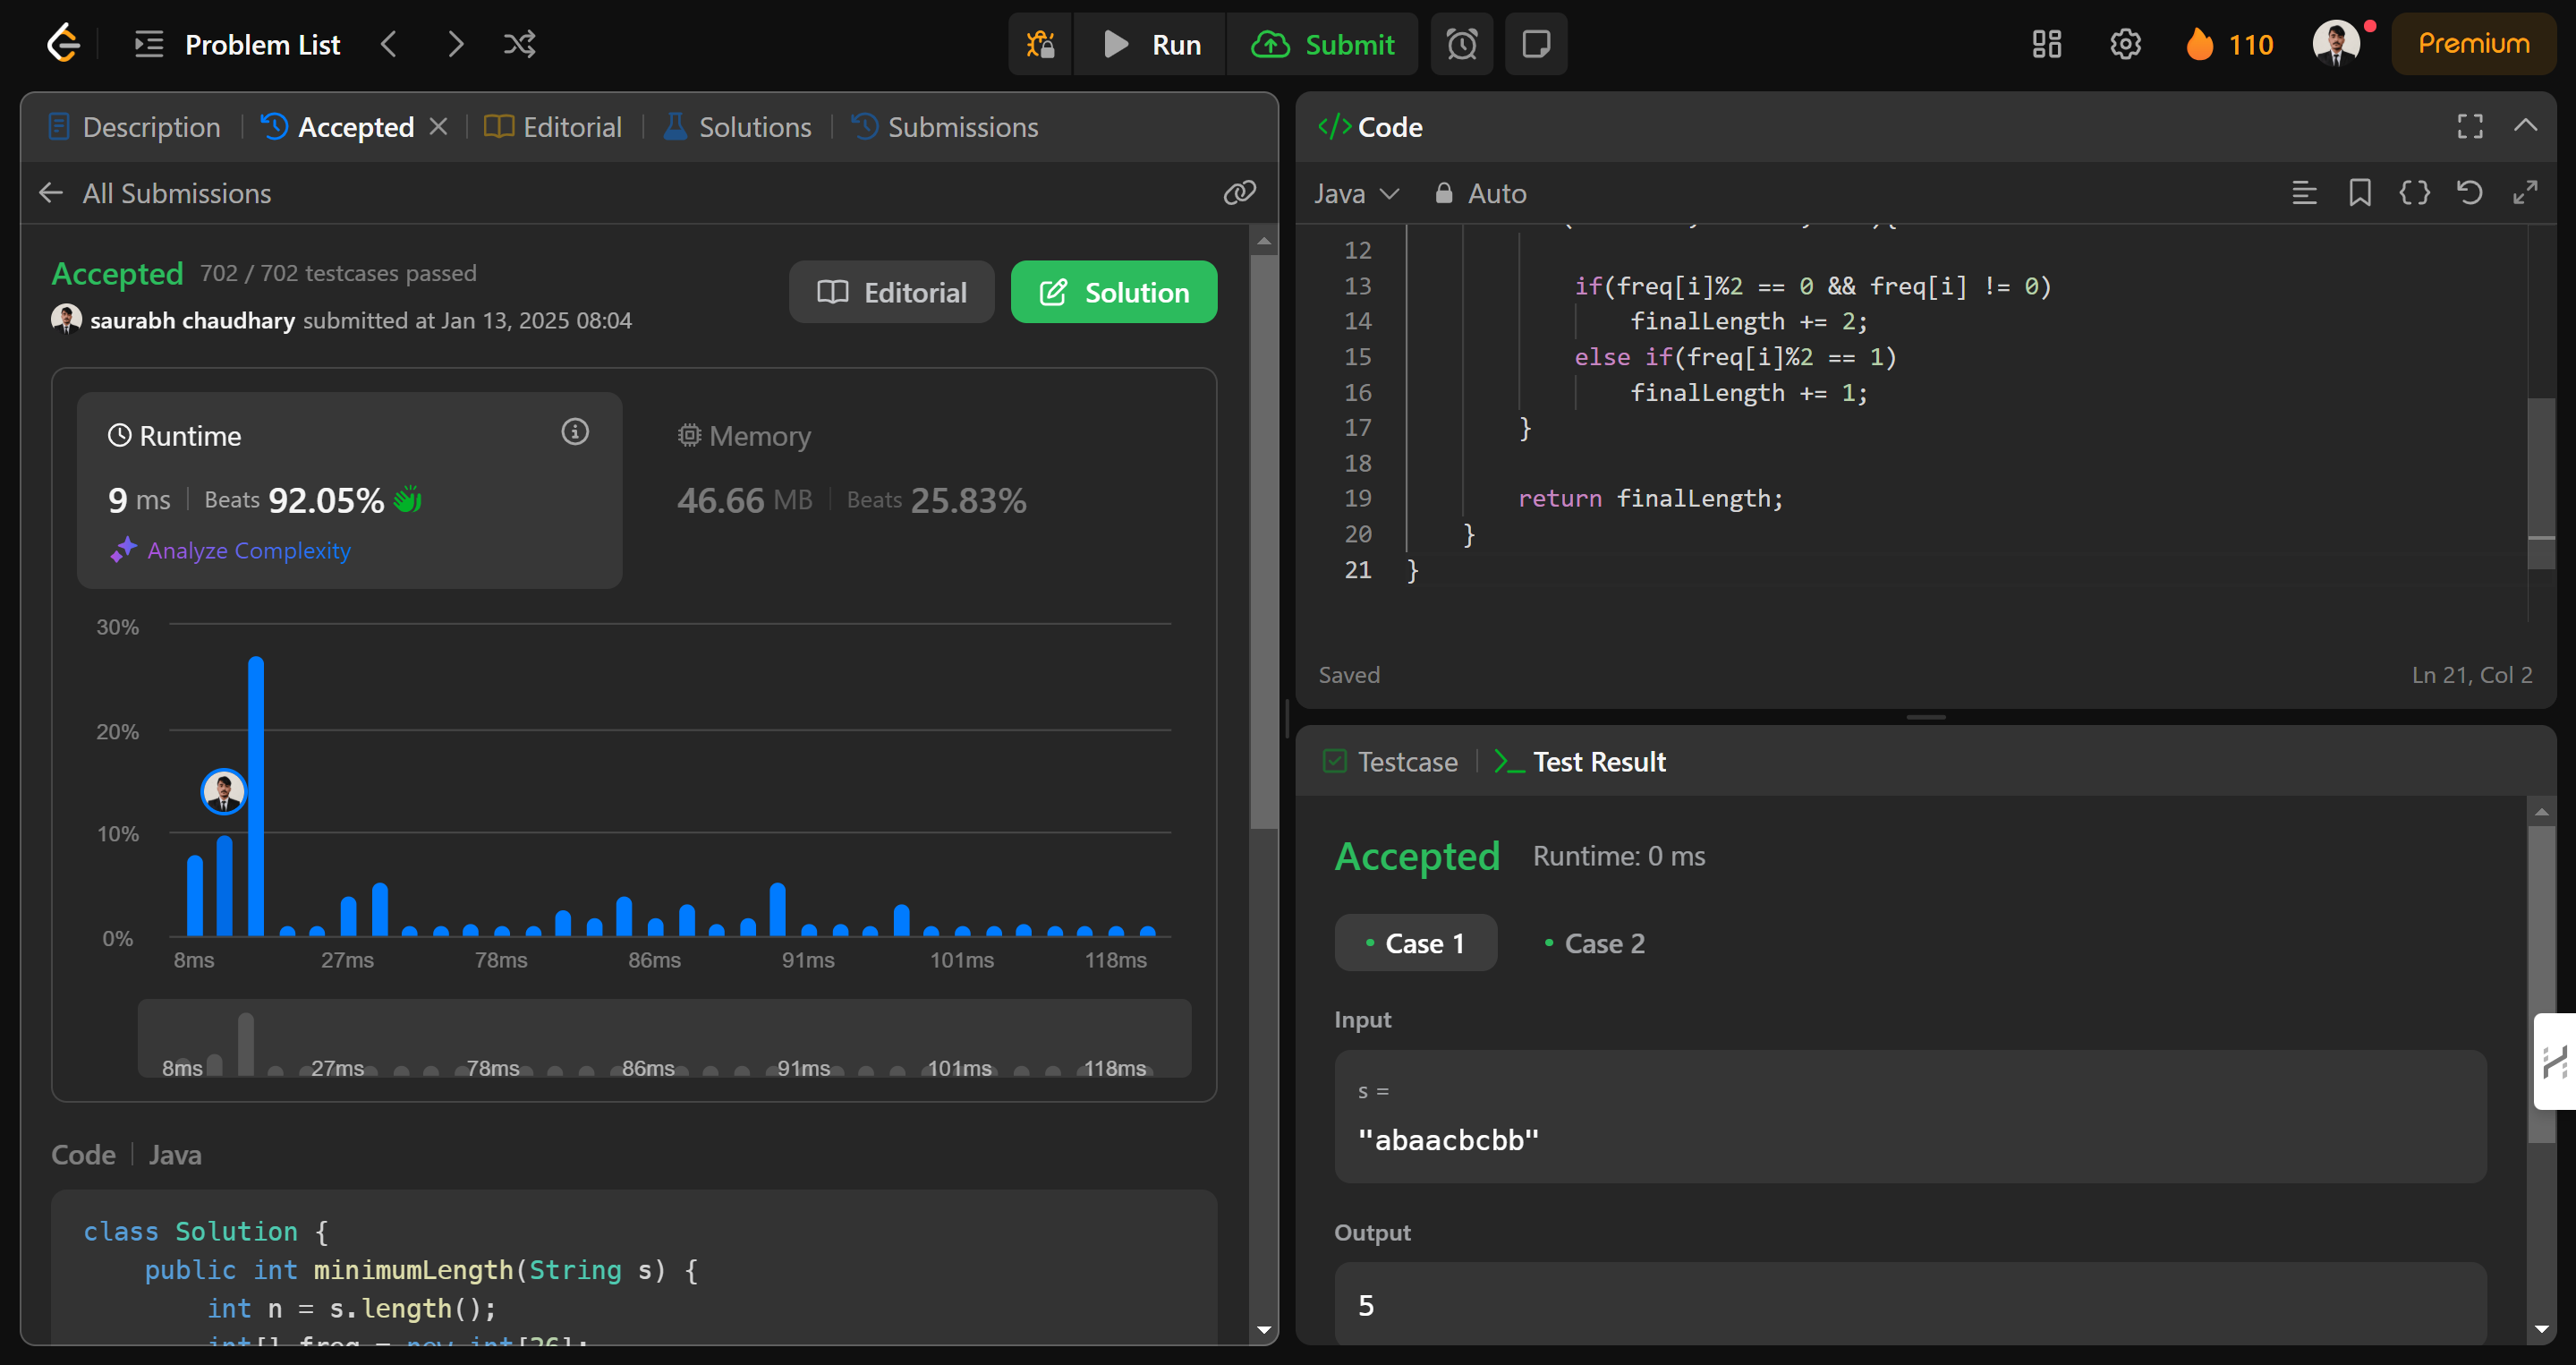 Problem List
Run
Submit
110
Premium
Description
Accepted
Editorial
Solutions
Submissions
All Submissions
Accepted 702 / 702 testcases passed
saurabh chaudhary submitted at Jan 13, 2025 08:04
Editorial
Solution
Runtime
9 ms Beats 92.05%
Analyze Complexity
Memory
46.66 MB Beats 25.83%
30%
20%
10%
0%
8ms 27ms 78ms 86ms 91ms 101ms 118ms
8ms 27ms 78ms 86ms 91ms 101ms 118ms
Code Java
class Solution {
public int minimumLength(String s) {
int n = s.length();
int[] freq = new int[26];
</> Code
Java Auto
12
13 if(freq[i]%2 == 0 && freq[i] != 0)
14 finalLength += 2;
15 else if(freq[i]%2 == 1)
16 finalLength += 1;
17 }
18
19 return finalLength;
20 }
21 }
Saved
Ln 21, Col 2
Testcase
Test Result
Accepted Runtime: 0 ms
Case 1
Case 2
Input
s =
"abaacbcbb"
Output
5